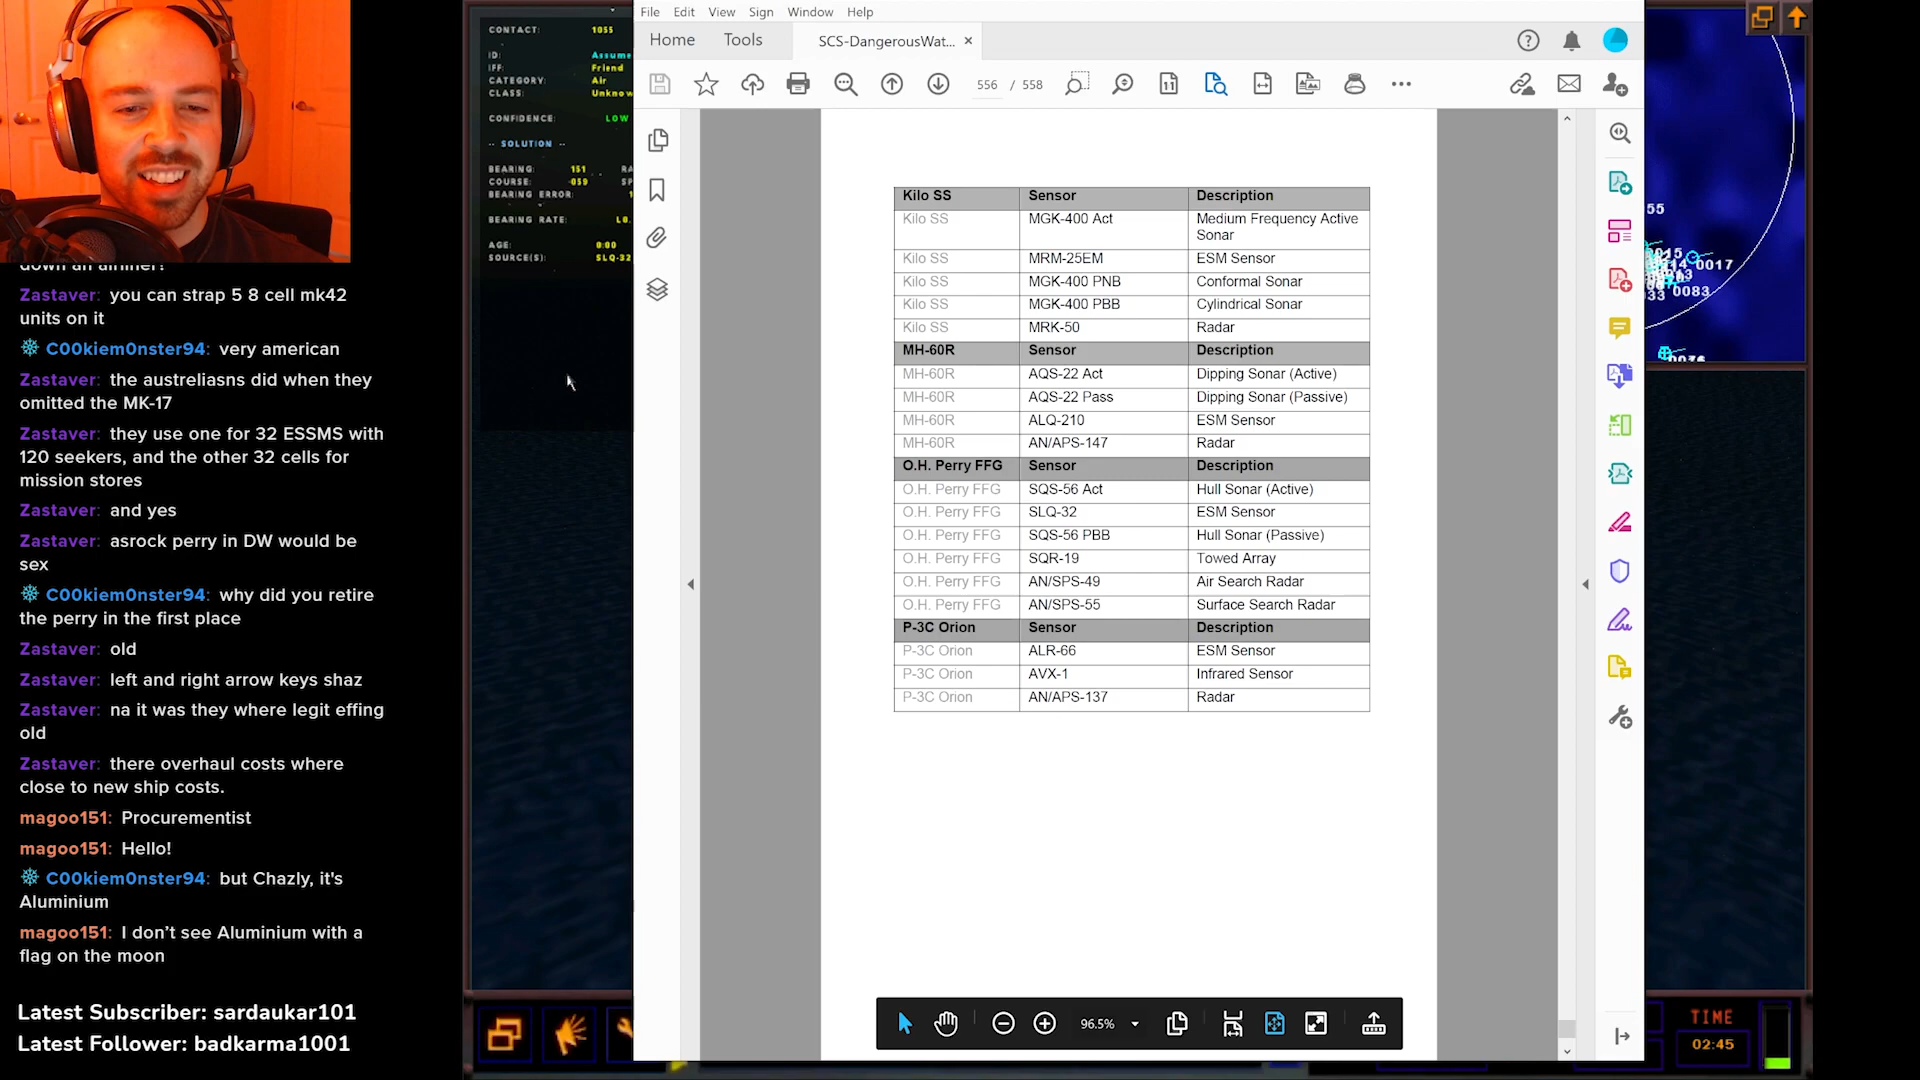 down an airliner?
Zastaver: you can strap 5 8 cell mk42
units on it
C00kiem0nster94: very american
Zastaver: the austreliasns did when they
omitted the MK-17
Zastaver: they use one for 32 ESSMS with
120 seekers, and the other 32 cells for
mission stores
Zastaver: and yes
Zastaver: asrock perry in DW would be
sex
C00kiem0nster94: why did you retire
the perry in the first place
Zastaver: old
Zastaver: left and right arrow keys shaz
Zastaver: na it was they where legit effing
old
Zastaver: there overhaul costs where
close to new ship costs.
magoo151: Procurementist
magoo151: Hello!
C00kiem0nster94: but Chazly, it's
Aluminium
magoo151: I don't see Aluminium with a
flag on the moon
Latest Subscriber: sardaukar101
Latest Follower: badkarma1001
CONTACT: 1055
ID: Assume
IFF: Friend
CATEGORY: Air
CLASS: Unknow
CONFIDENCE: LOW
-- SOLUTION --
BEARING: 151 RA
COURSE: 059 SP
BEARING ERROR: 1
BEARING RATE: L0.
AGE: 0:00
SOURCE(S): SLQ-32
File Edit View Sign Window Help
Home Tools SCS-DangerousWat... ×
556 / 558
Kilo SS Sensor Description
Kilo SS MGK-400 Act Medium Frequency Active
Sonar
Kilo SS MRM-25EM ESM Sensor
Kilo SS MGK-400 PNB Conformal Sonar
Kilo SS MGK-400 PBB Cylindrical Sonar
Kilo SS MRK-50 Radar
MH-60R Sensor Description
MH-60R AQS-22 Act Dipping Sonar (Active)
MH-60R AQS-22 Pass Dipping Sonar (Passive)
MH-60R ALQ-210 ESM Sensor
MH-60R AN/APS-147 Radar
O.H. Perry FFG Sensor Description
O.H. Perry FFG SQS-56 Act Hull Sonar (Active)
O.H. Perry FFG SLQ-32 ESM Sensor
O.H. Perry FFG SQS-56 PBB Hull Sonar (Passive)
O.H. Perry FFG SQR-19 Towed Array
O.H. Perry FFG AN/SPS-49 Air Search Radar
O.H. Perry FFG AN/SPS-55 Surface Search Radar
P-3C Orion Sensor Description
P-3C Orion ALR-66 ESM Sensor
P-3C Orion AVX-1 Infrared Sensor
P-3C Orion AN/APS-137 Radar
96.5%
55
0017
0083
TIME
02:45